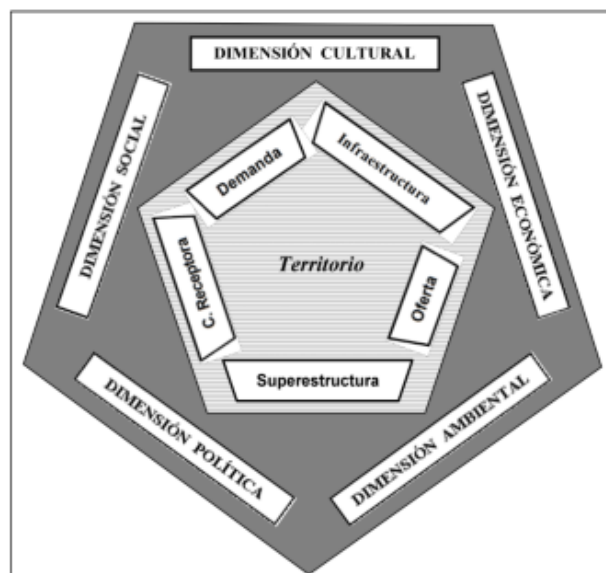 DIMENSIÓN CULTURAL
DIMENSIÓN SOCIAL
DIMENSIÓN ECONÓMICA
Demanda
Infraestructura
C. Receptora
Territorio
Oferta
Superestructura
DIMENSIÓN POLÍTICA
DIMENSIÓN AMBIENTAL